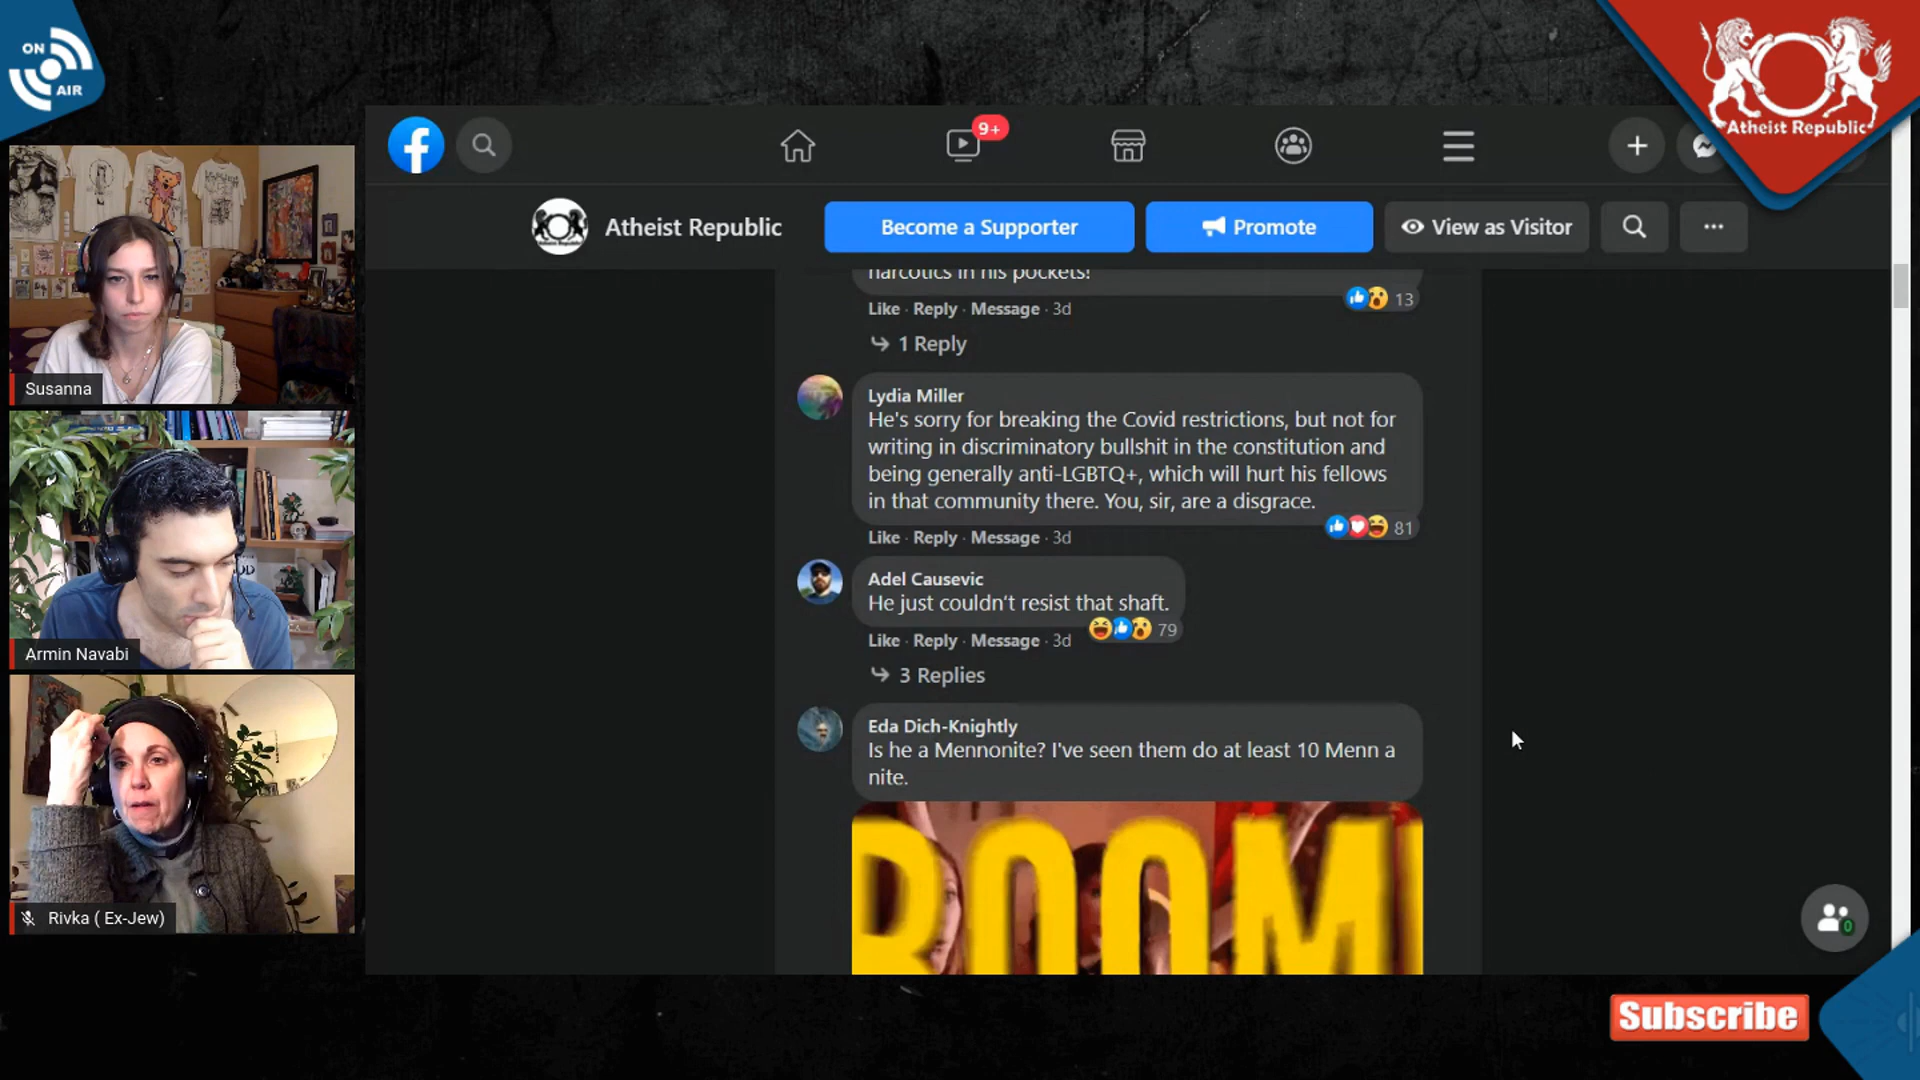 ON
AIR
Atheist Republic
9+
Atheist Republic
Become a Supporter
Promote
View as Visitor
narcotics in his pockets!
13
Like · Reply · Message · 3d
1 Reply
Lydia Miller
He's sorry for breaking the Covid restrictions, but not for
writing in discriminatory bullshit in the constitution and
being generally anti-LGBTQ+, which will hurt his fellows
in that community there. You, sir, are a disgrace.
81
Like · Reply · Message · 3d
Adel Causevic
He just couldn't resist that shaft.
79
Like · Reply · Message · 3d
3 Replies
Eda Dich-Knightly
Is he a Mennonite? I've seen them do at least 10 Menn a
nite.
BOOM!
0
Susanna
Armin Navabi
Rivka ( Ex-Jew)
Subscribe